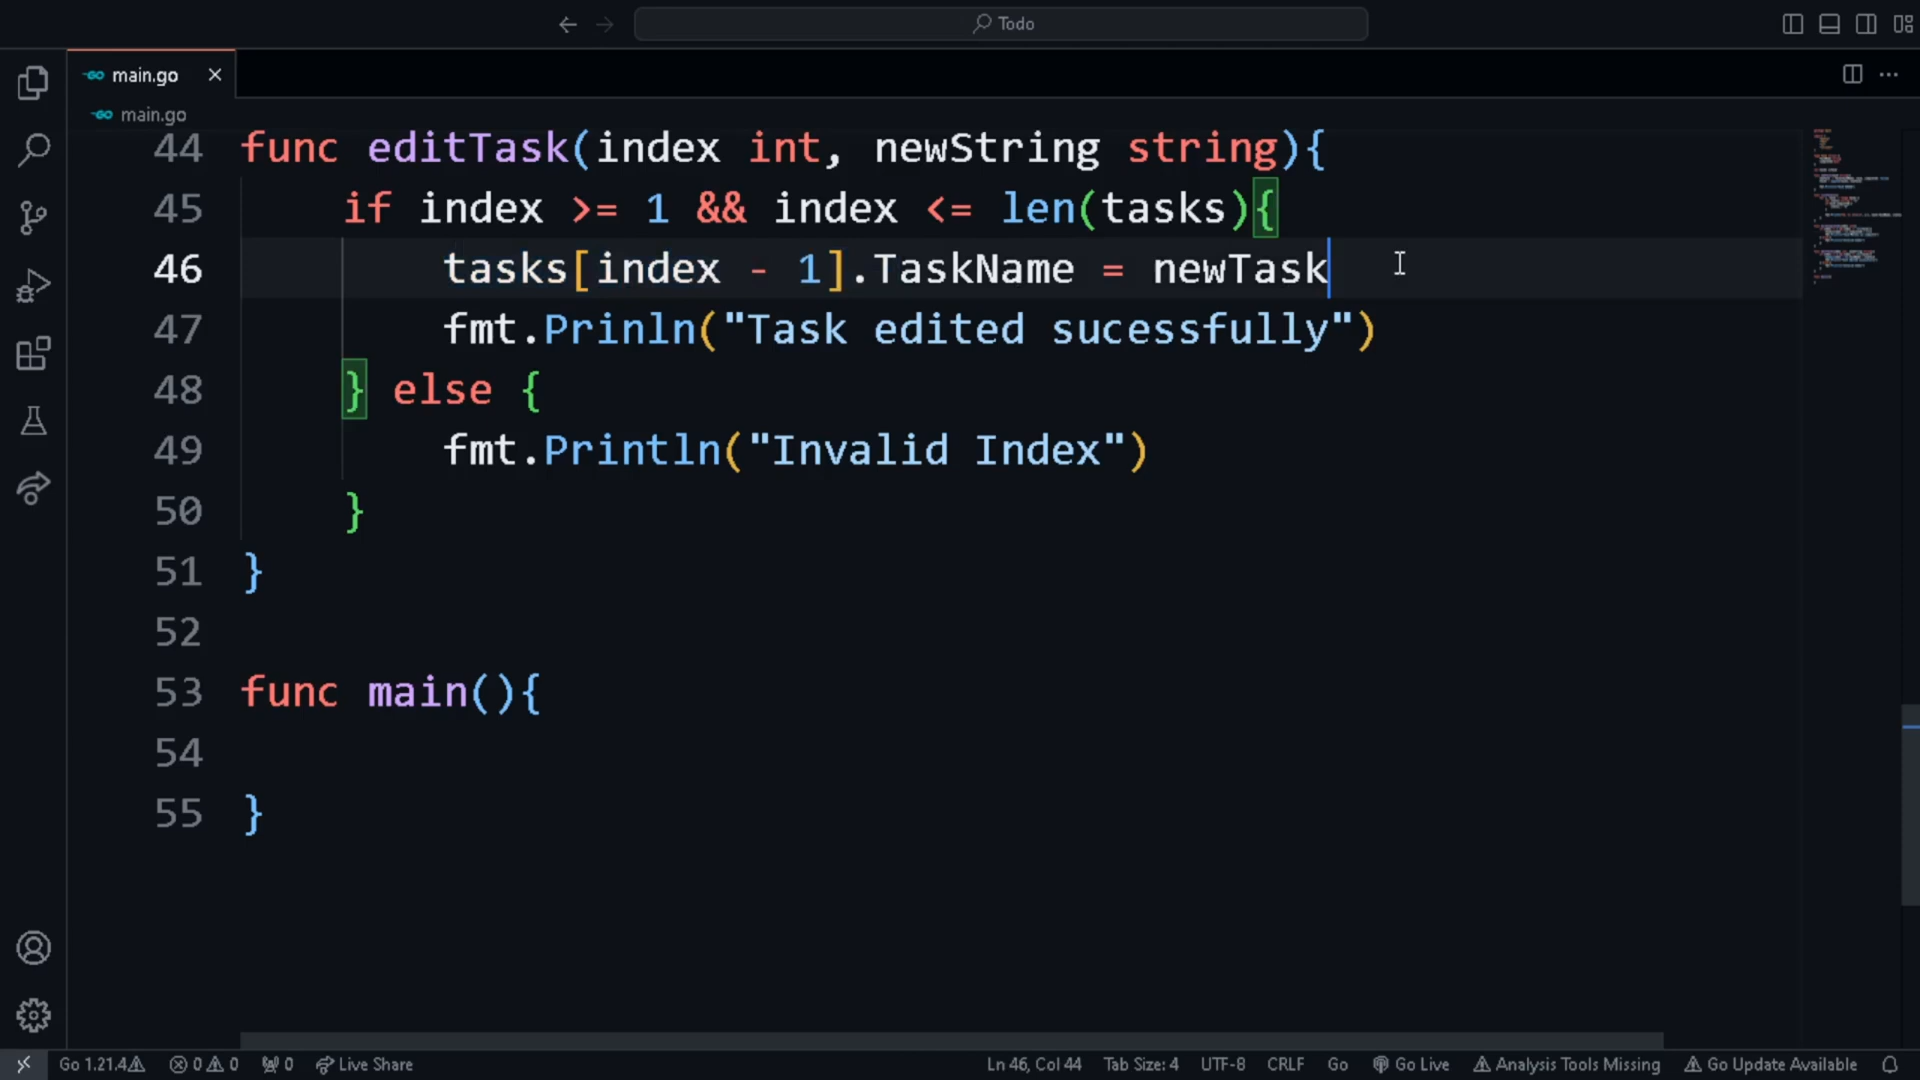 Todo
main.go
main.go
44 func editTask(index int, newString string){
45 if index >= 1 && index <= len(tasks){
46 tasks[index - 1].TaskName = newTask
47 fmt.Prinln("Task edited sucessfully")
48 } else {
49 fmt.Println("Invalid Index")
50 }
51 }
52
53 func main(){
54
55 }
Go 1.21.4 0 0 0 Live Share Ln 46, Col 44 Tab Size: 4 UTF-8 CRLF Go Go Live Analysis Tools Missing Go Update Available